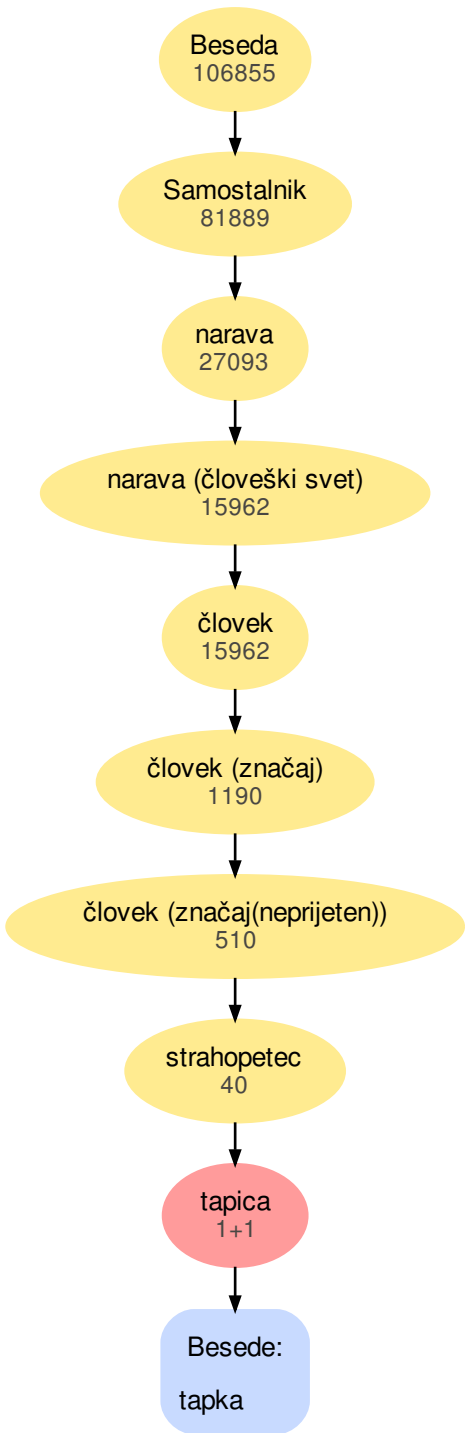 Beseda
106855
Samostalnik
81889
narava
27093
narava (človeški svet)
15962
človek
15962
človek (značaj)
1190
človek (značaj(neprijeten))
510
strahopetec
40
tapica
1+1
Besede:
tapka